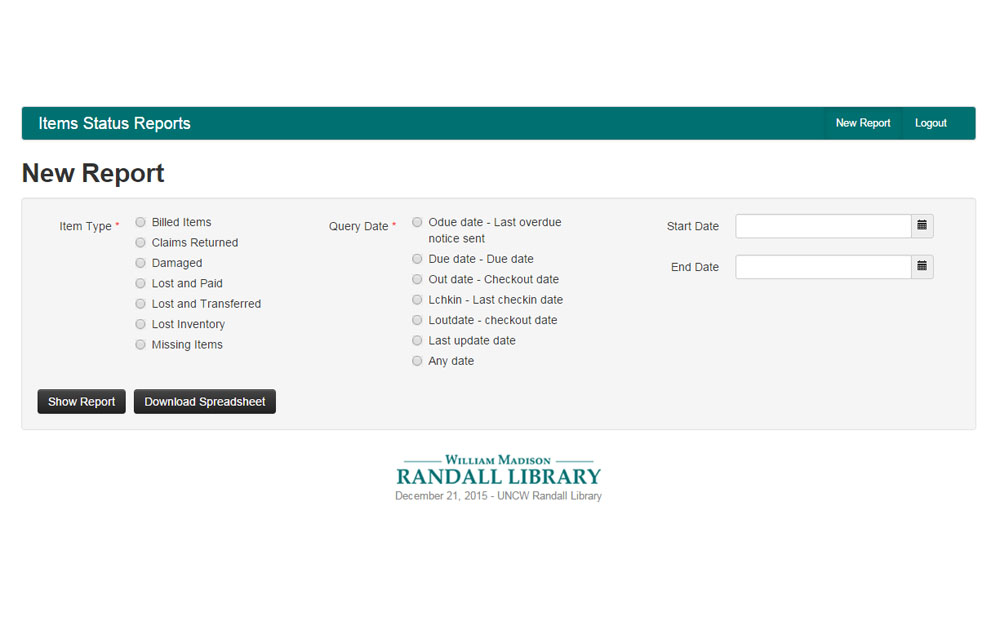 Items Status Reports
New Report
Logout
New Report
Item Type *
Billed Items
Claims Returned
Damaged
Lost and Paid
Lost and Transferred
Lost Inventory
Missing Items
Query Date *
Odue date - Last overdue
notice sent
Due date - Due date
Out date - Checkout date
Lchkin - Last checkin date
Loutdate - checkout date
Last update date
Any date
Start Date
End Date
Show Report
Download Spreadsheet
William Madison
Randall Library
December 21, 2015 - UNCW Randall Library